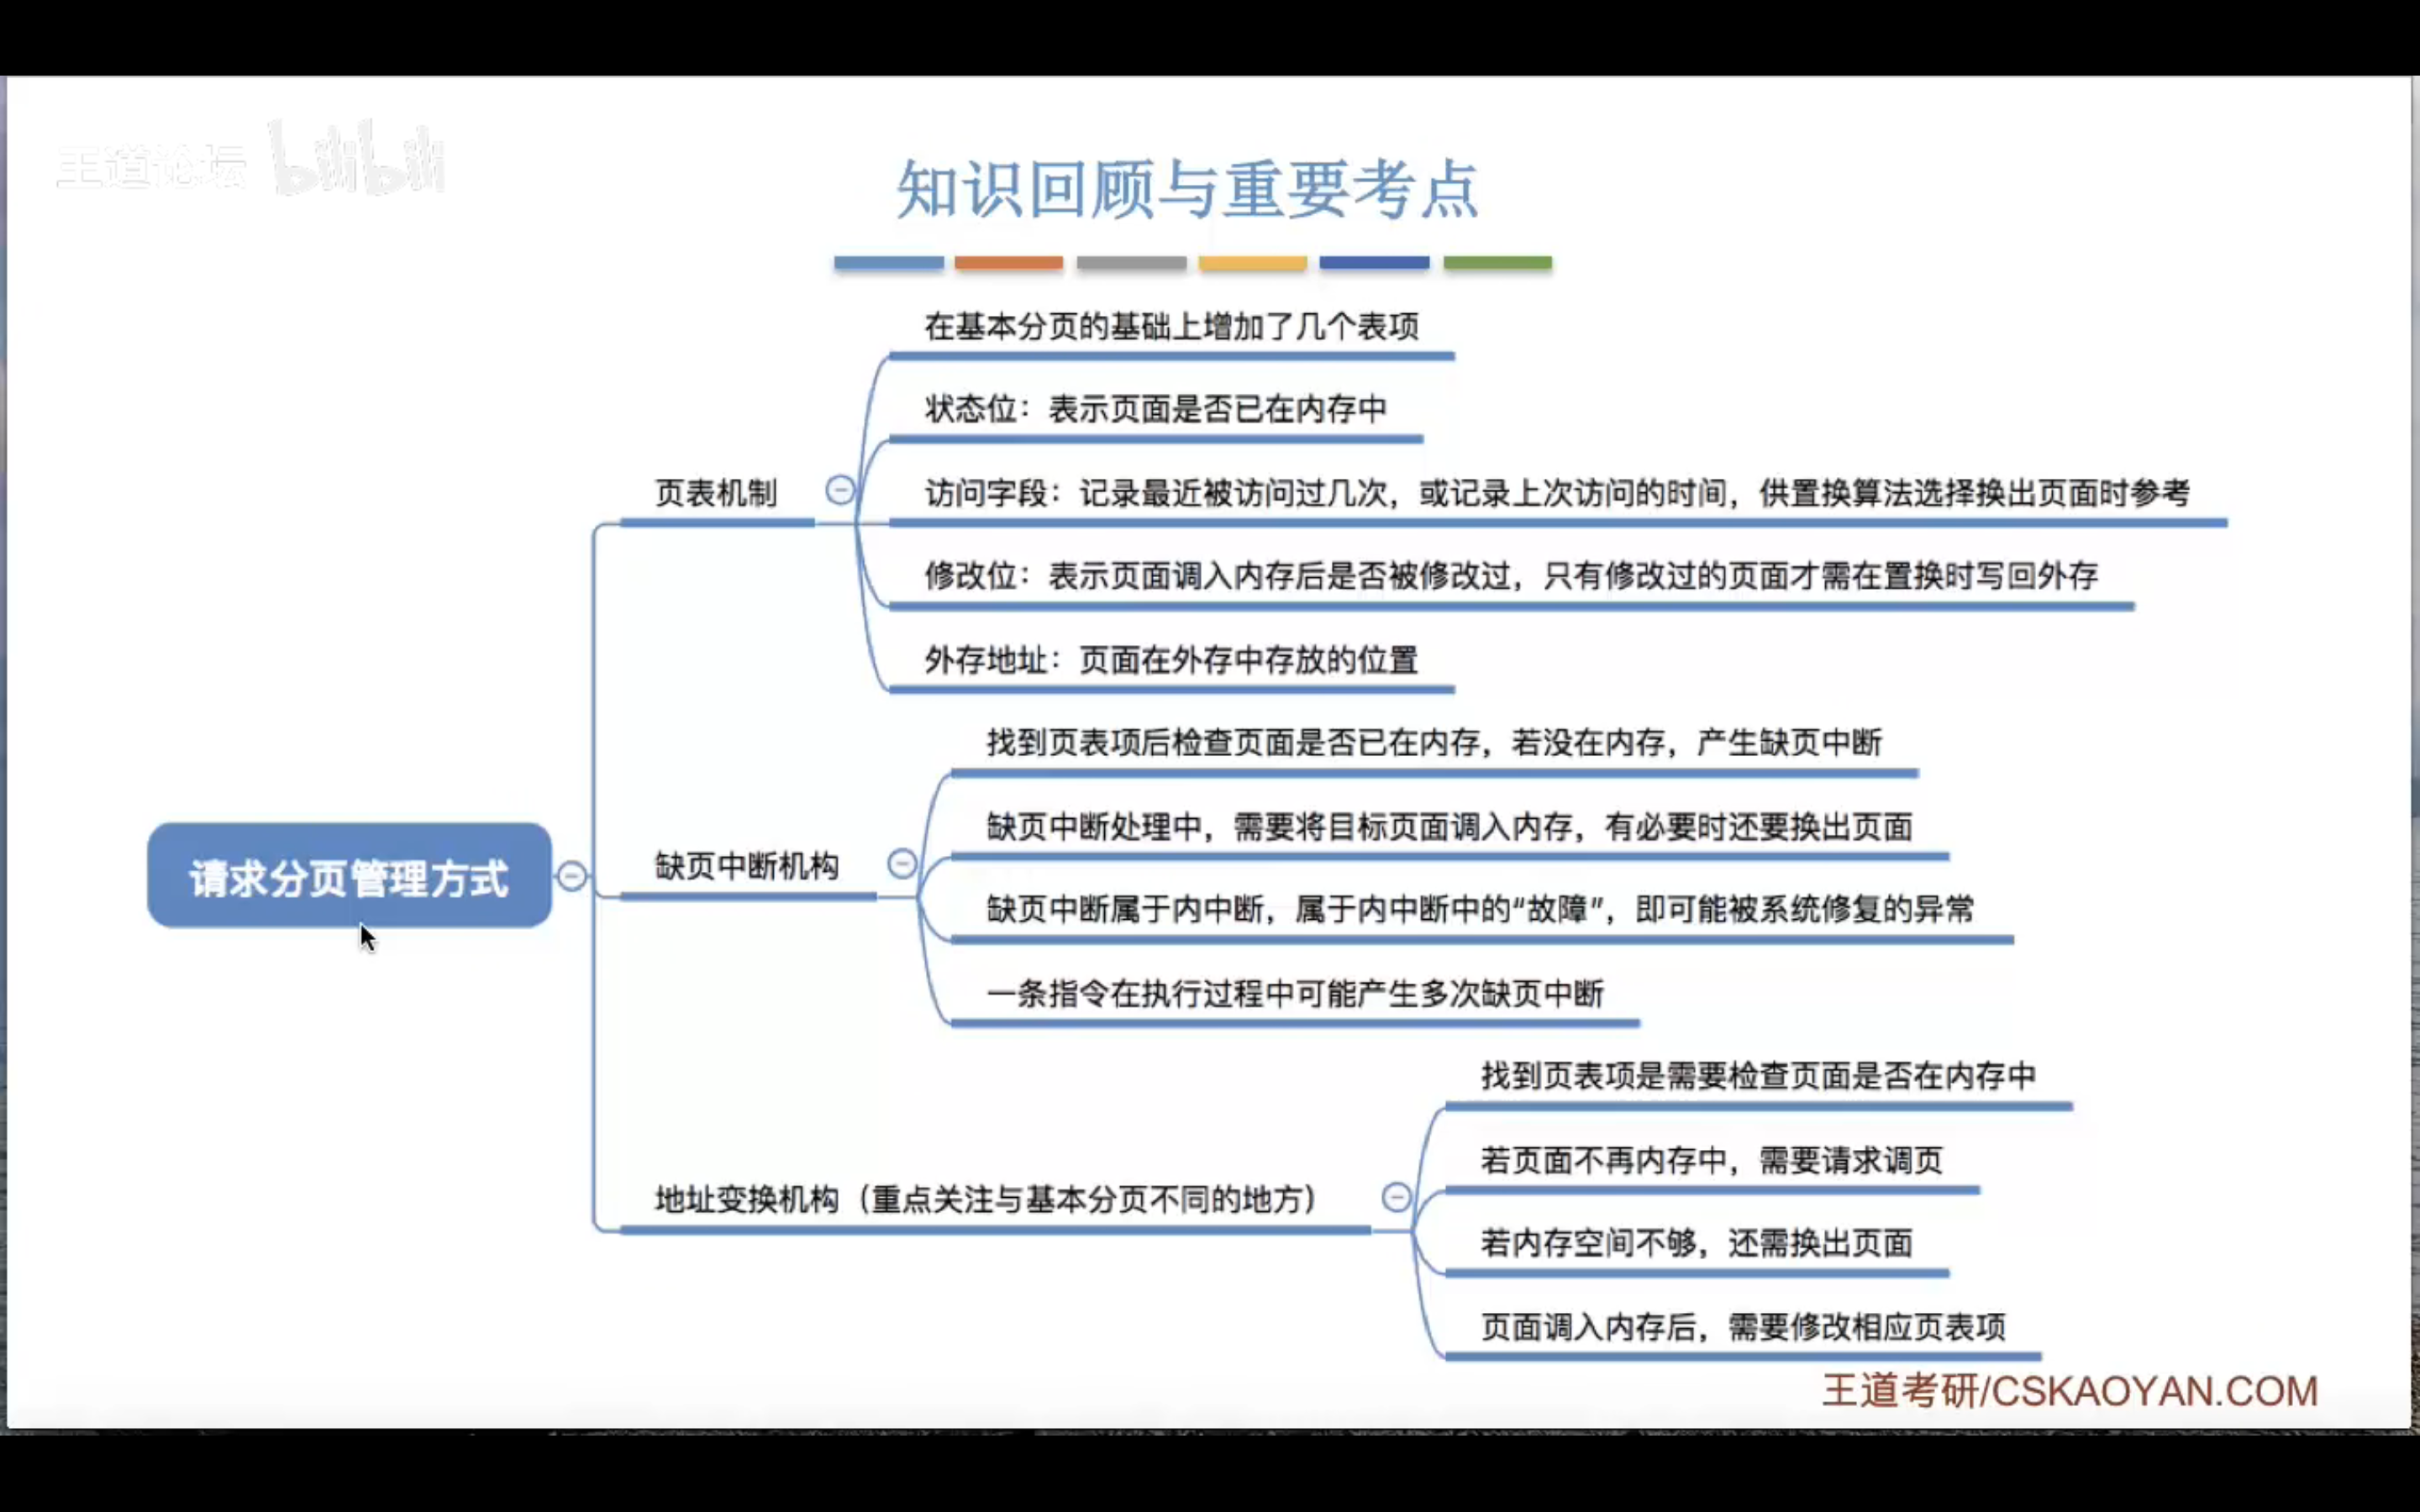 王道论坛 bilibili
知识回顾与重要考点
在基本分页的基础上增加了几个表项
状态位：表示页面是否已在内存中
页表机制
访问字段：记录最近被访问过几次，或记录上次访问的时间，供置换算法选择换出页面时参考
修改位：表示页面调入内存后是否被修改过，只有修改过的页面才需在置换时写回外存
外存地址：页面在外存中存放的位置
请求分页管理方式
找到页表项后检查页面是否已在内存，若没在内存，产生缺页中断
缺页中断处理中，需要将目标页面调入内存，有必要时还要换出页面
缺页中断机构
缺页中断属于内中断，属于内中断中的“故障”，即可能被系统修复的异常
一条指令在执行过程中可能产生多次缺页中断
找到页表项是需要检查页面是否在内存中
若页面不再内存中，需要请求调页
地址变换机构（重点关注与基本分页不同的地方）
若内存空间不够，还需换出页面
页面调入内存后，需要修改相应页表项
王道考研/CSKAOYAN.COM